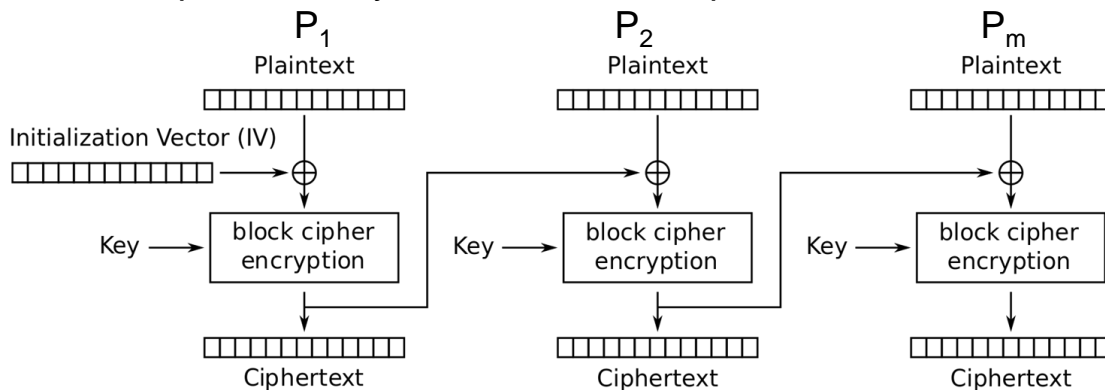 P1 P2 Pm
Plaintext Plaintext Plaintext
Initialization Vector (IV)
Key block cipher encryption Key block cipher encryption Key block cipher encryption
Ciphertext Ciphertext Ciphertext